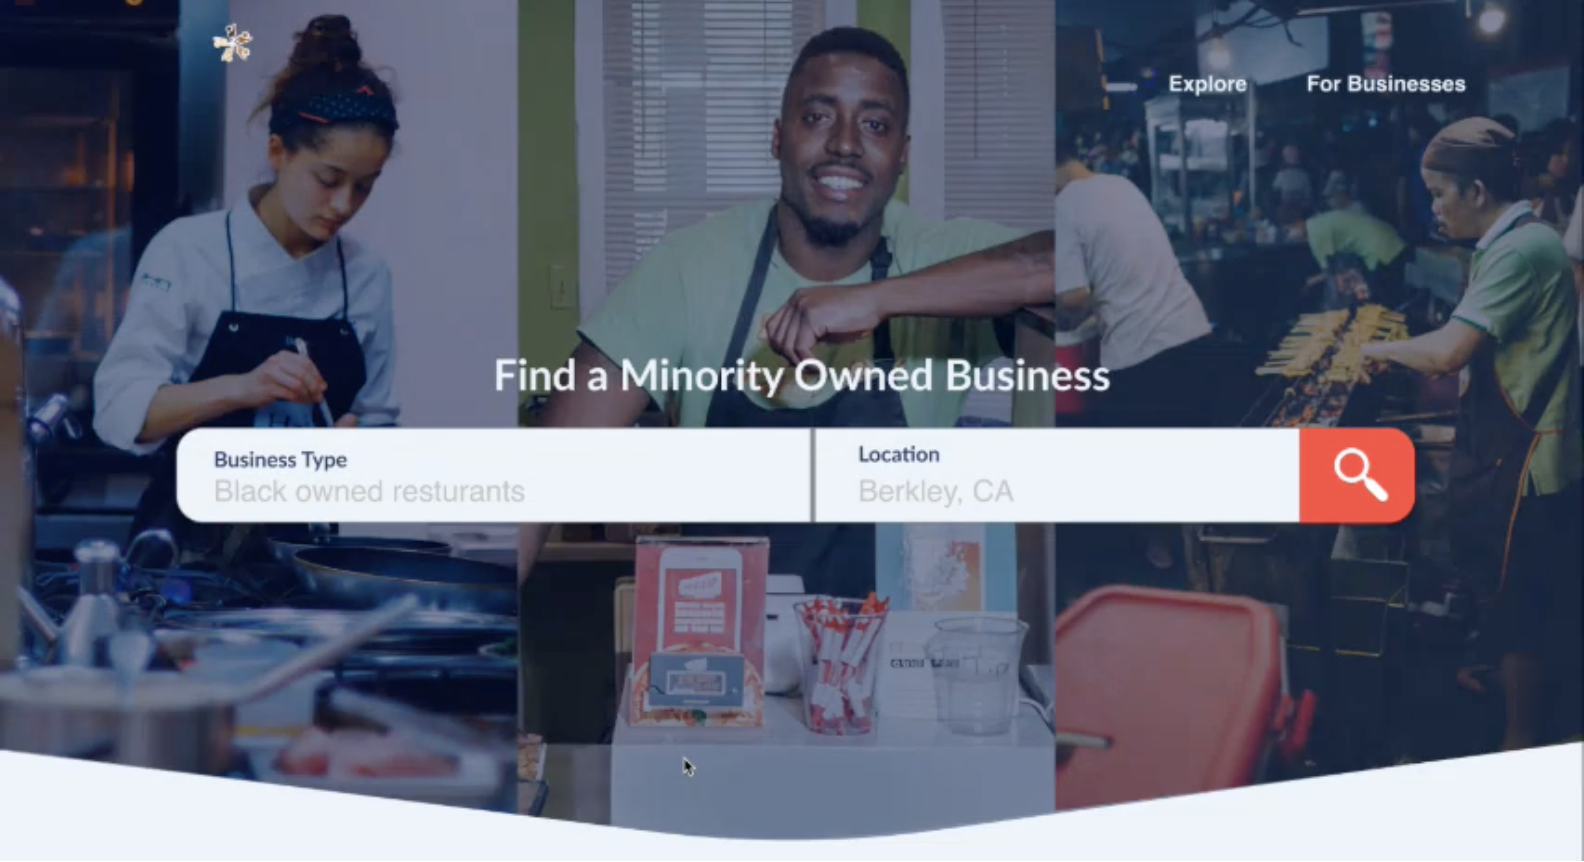 Explore
For Businesses
Find a Minority Owned Business
Business Type
Black owned resturants
Location
Berkley, CA